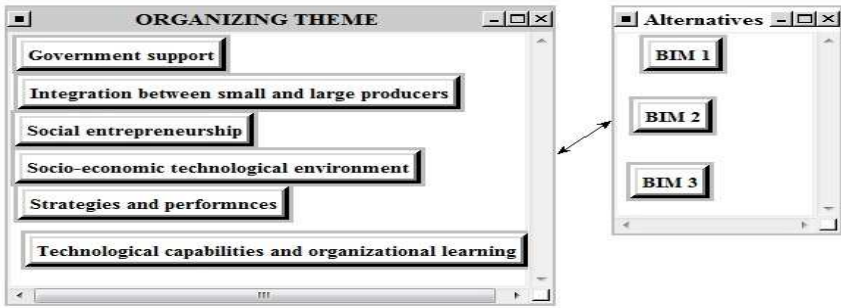 ORGANIZING THEME
Government support
Integration between small and large producers
Social entrepreneurship
Socio-economic technological environment
Strategies and performnces
Technological capabilities and organizational learning
Alternatives
BIM 1
BIM 2
BIM 3